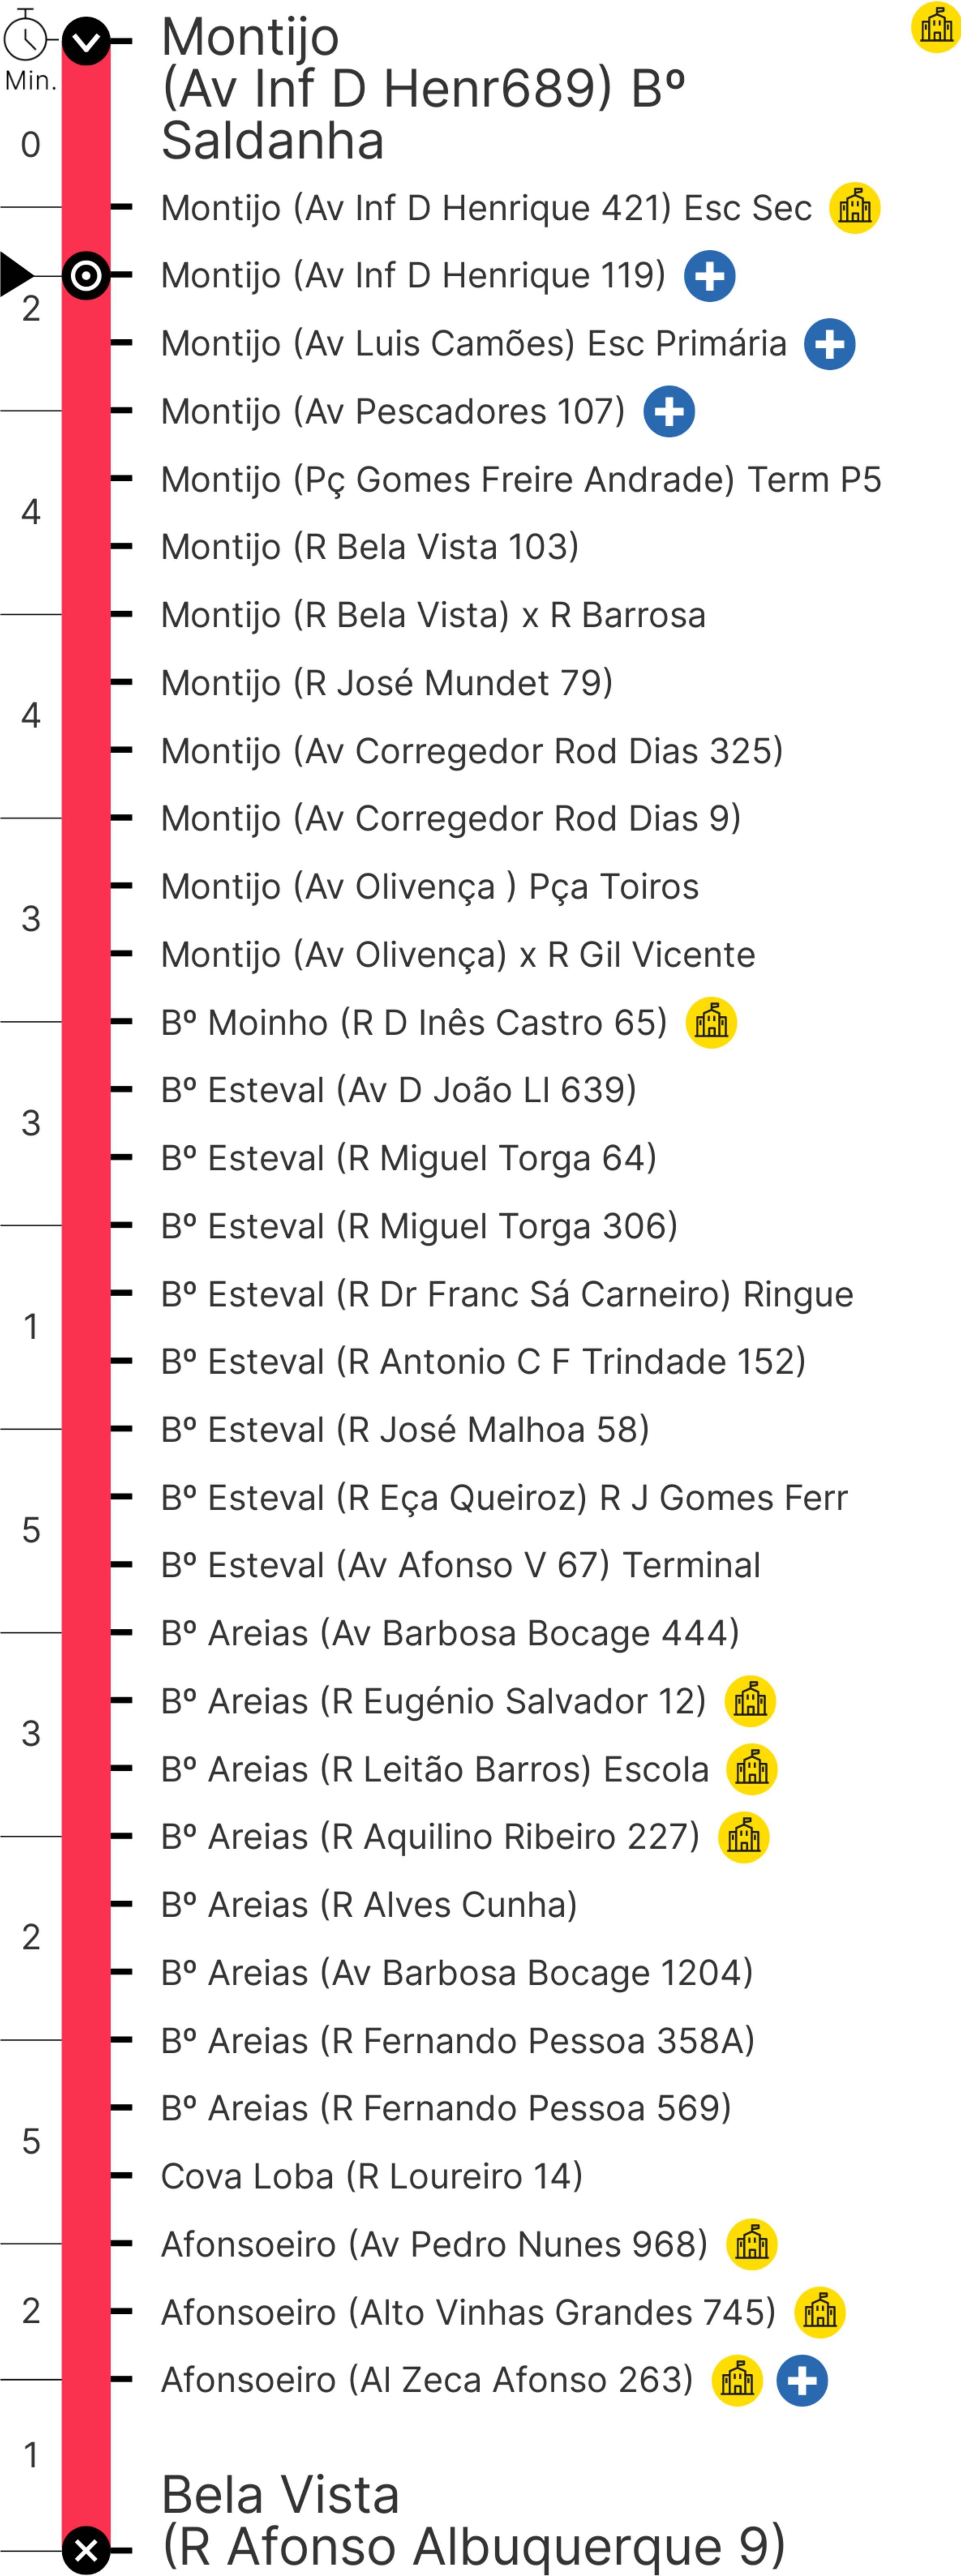 Montijo
Min.
(Av Inf D Henr689) Bº
0
Saldanha
Montijo (Av Inf D Henrique 421) Esc Sec
Montijo (Av Inf D Henrique 119)
2
Montijo (Av Luis Camões) Esc Primária
Montijo (Av Pescadores 107)
Montijo (Pç Gomes Freire Andrade) Term P5
4
Montijo (R Bela Vista 103)
Montijo (R Bela Vista) x R Barrosa
Montijo (R José Mundet 79)
4
Montijo (Av Corregedor Rod Dias 325)
Montijo (Av Corregedor Rod Dias 9)
Montijo (Av Olivença ) Pça Toiros
3
Montijo (Av Olivença) x R Gil Vicente
Bº Moinho (R D Inês Castro 65)
Bº Esteval (Av D João LI 639)
3
Bº Esteval (R Miguel Torga 64)
Bº Esteval (R Miguel Torga 306)
Bº Esteval (R Dr Franc Sá Carneiro) Ringue
1
Bº Esteval (R Antonio C F Trindade 152)
Bº Esteval (R José Malhoa 58)
Bº Esteval (R Eça Queiroz) R J Gomes Ferr
5
Bº Esteval (Av Afonso V 67) Terminal
Bº Areias (Av Barbosa Bocage 444)
Bº Areias (R Eugénio Salvador 12)
3
Bº Areias (R Leitão Barros) Escola
Bº Areias (R Aquilino Ribeiro 227)
Bº Areias (R Alves Cunha)
2
Bº Areias (Av Barbosa Bocage 1204)
Bº Areias (R Fernando Pessoa 358A)
Bº Areias (R Fernando Pessoa 569)
5
Cova Loba (R Loureiro 14)
Afonsoeiro (Av Pedro Nunes 968)
2
Afonsoeiro (Alto Vinhas Grandes 745)
Afonsoeiro (Al Zeca Afonso 263)
1
Bela Vista
(R Afonso Albuquerque 9)